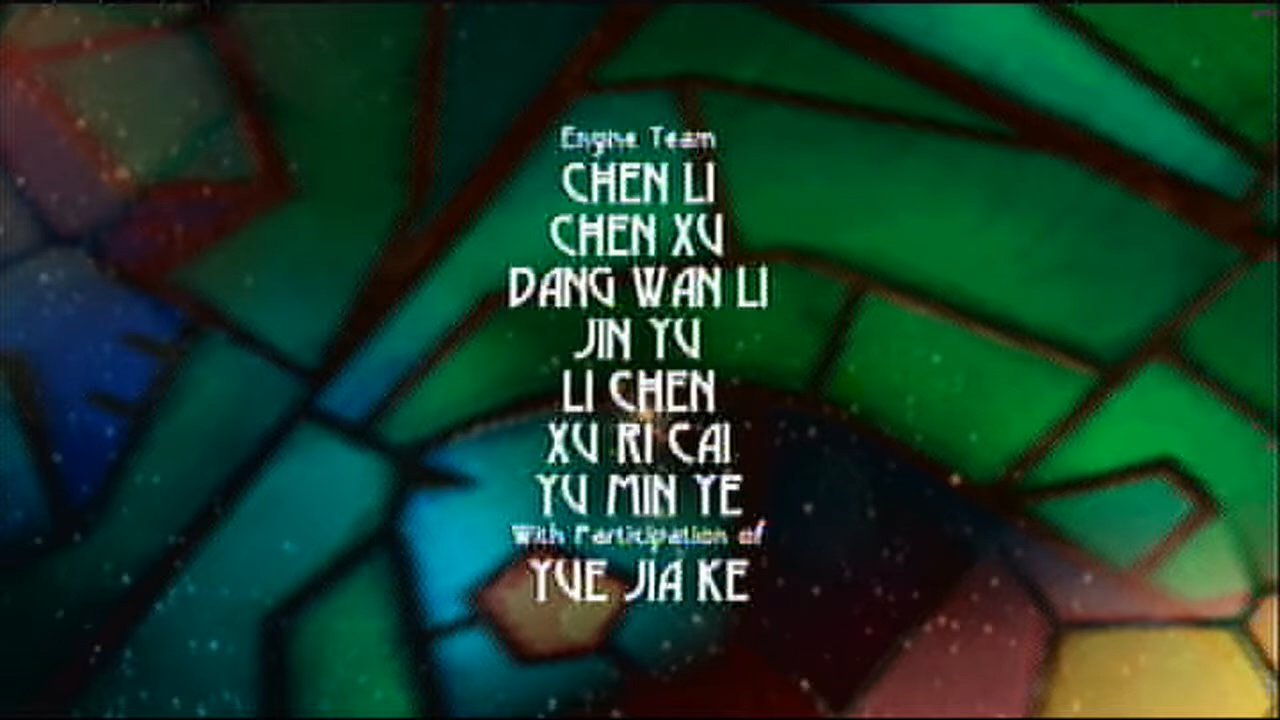 Engine Team
CHEN LI
CHEN XU
DANG WAN LI
JIN YU
LI CHEN
XU RI CAI
YU MIN YE
With Participation of
YUE JIA KE